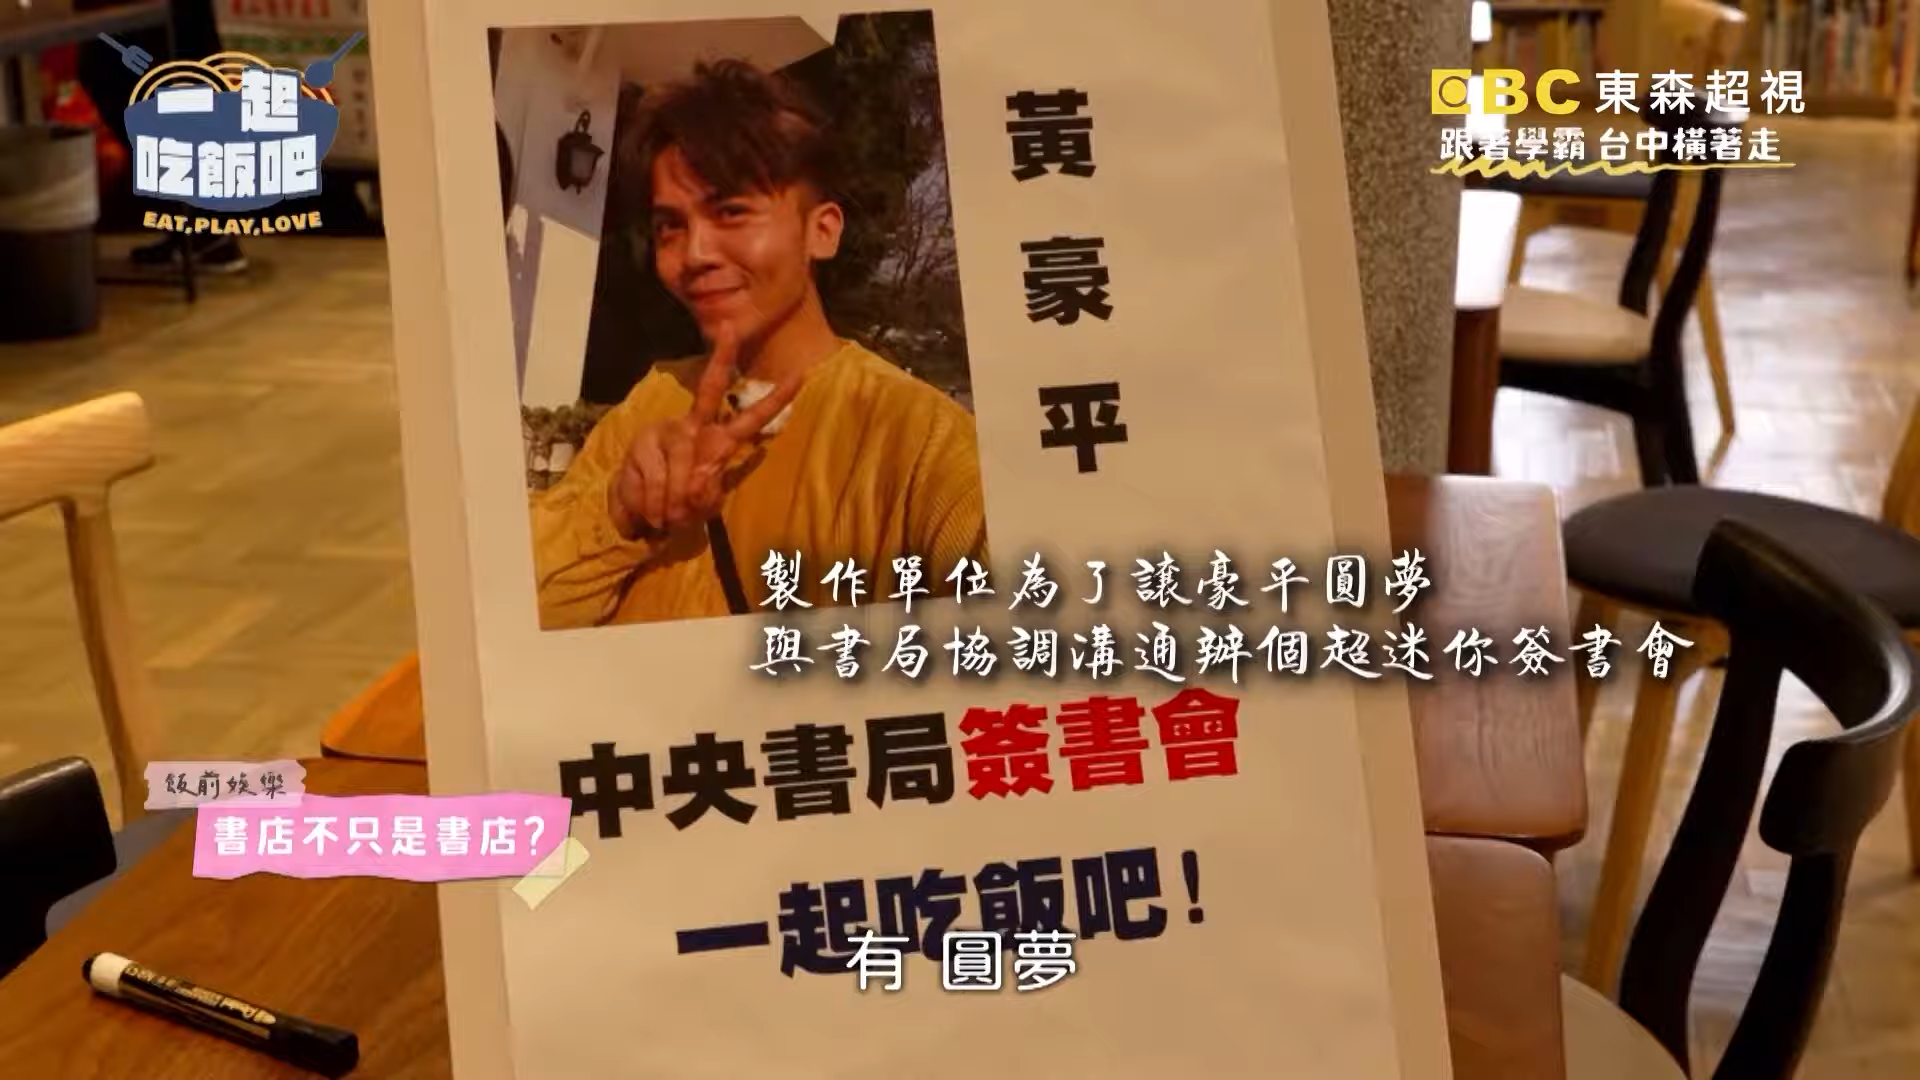 一起
吃飯吧
EAT,PLAY,LOVE
EBC 東森超視
跟著學霸 台中橫著走
黃豪平
製作單位為了讓豪平圓夢
與書局協調溝通辦個超迷你簽書會
中央書局簽書會
飯前娛樂
書店不只是書店?
一起吃飯吧!
有 圓夢